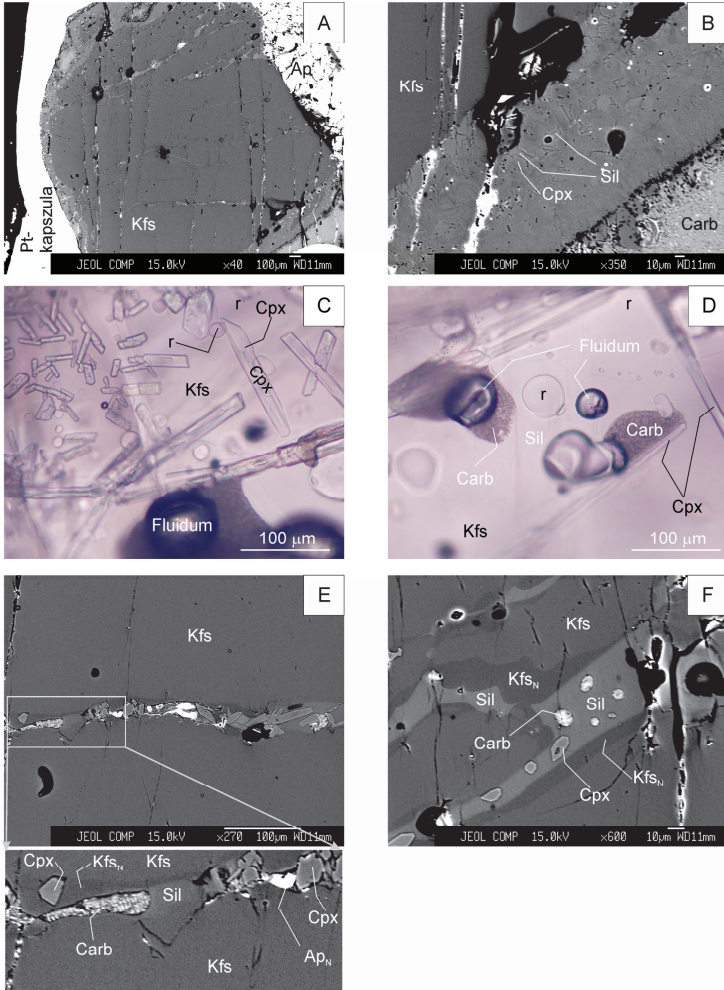 A
Ap
Pt-
kapszula
Kfs
JEOL COMP 15.0kV ×40 100µm WD11mm
B
Kfs
Sil
Cpx
Carb
JEOL COMP 15.0kV ×350 10µm WD11mm
C
r
Cpx
r
Cpx
Kfs
Fluidum
100 µm
D
r
Fluidum
r
Sil
Carb
Carb
Cpx
Kfs
100 µm
E
Kfs
JEOL COMP 15.0kV ×270 100µm WD11mm
Cpx
KfsN
Kfs
Sil
Cpx
Carb
ApN
Kfs
F
Kfs
KfsN
Sil
Sil
Carb
KfsN
Cpx
JEOL COMP 15.0kV ×600 10µm WD11mm